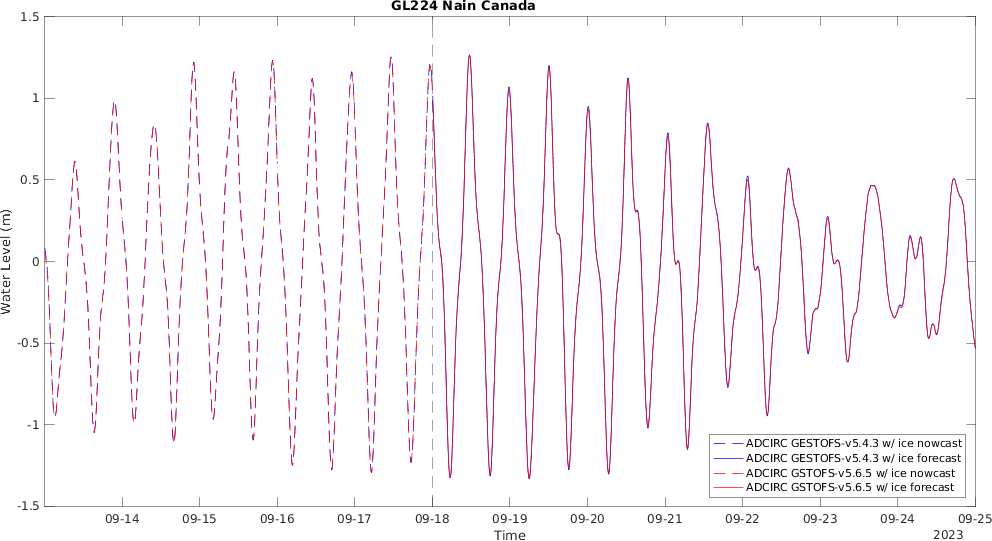 GL224 Nain Canada
1.5
1
0.5
0
-0.5
-1
-1.5
Water Level (m)
ADCIRC GESTOFS-v5.4.3 w/ ice nowcast
ADCIRC GESTOFS-v5.4.3 w/ ice forecast
ADCIRC GSTOFS-v5.6.5 w/ ice nowcast
ADCIRC GSTOFS-v5.6.5 w/ ice forecast
09-14 09-15 09-16 09-17 09-18 09-19 09-20 09-21 09-22 09-23 09-24 09-25
Time
2023